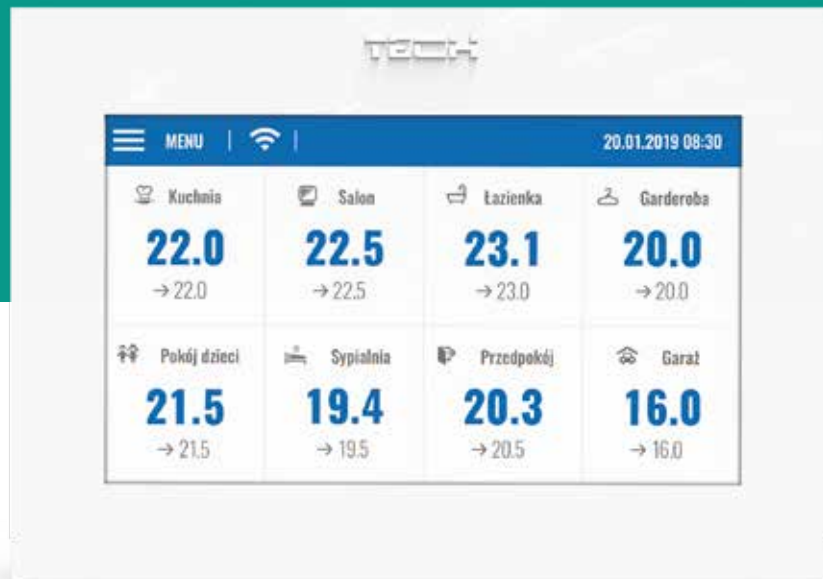 TECH
MENU | | 20.01.2019 08:30
Kuchnia Salon Łazienka Garderoba
22.0 22.5 23.1 20.0
→ 22.0 → 22.5 → 23.0 → 20.0
Pokój dzieci Sypialnia Przedpokój Garaż
21.5 19.4 20.3 16.0
→ 21.5 → 19.5 → 20.5 → 16.0